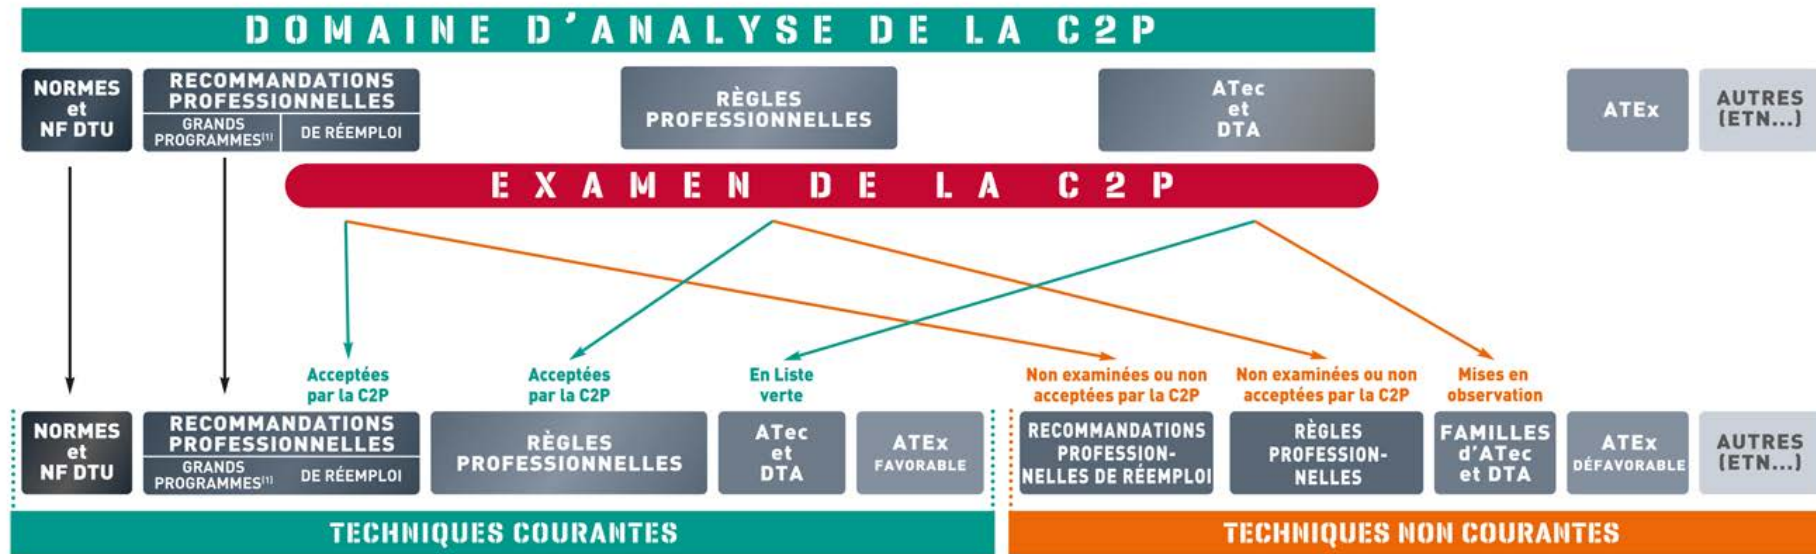 DOMAINE D'ANALYSE DE LA C2P
NORMES
et
NF DTU
RECOMMANDATIONS
PROFESSIONNELLES
GRANDS
PROGRAMMES(1)
DE RÉEMPLOI
RÈGLES
PROFESSIONNELLES
ATec
et
DTA
ATEx
AUTRES
(ETN...)
EXAMEN DE LA C2P
Acceptées
par la C2P
Acceptées
par la C2P
En Liste
verte
Non examinées ou non
acceptées par la C2P
Non examinées ou non
acceptées par la C2P
Mises en
observation
NORMES
et
NF DTU
RECOMMANDATIONS
PROFESSIONNELLES
GRANDS
PROGRAMMES(1)
DE RÉEMPLOI
RÈGLES
PROFESSIONNELLES
ATec
et
DTA
ATEx
FAVORABLE
RECOMMANDATIONS
PROFESSION-
NELLES DE RÉEMPLOI
RÈGLES
PROFESSION-
NELLES
FAMILLES
d'ATec
et DTA
ATEx
DÉFAVORABLE
AUTRES
(ETN...)
TECHNIQUES COURANTES
TECHNIQUES NON COURANTES